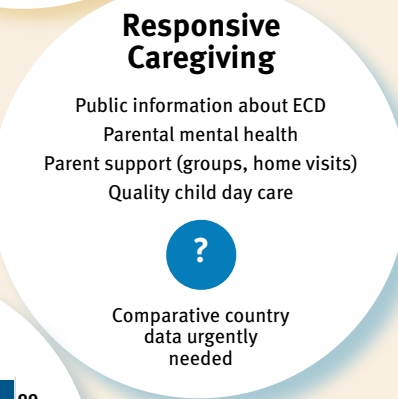 Responsive
Caregiving
Public information about ECD
Parental mental health
Parent support (groups, home visits)
Quality child day care
?
Comparative country
data urgently
needed